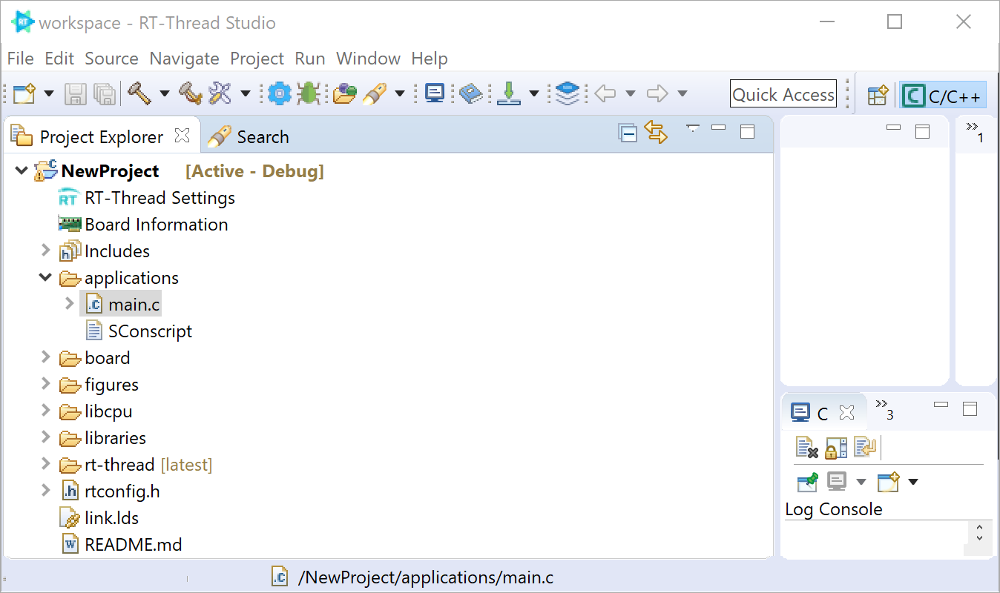 workspace - RT-Thread Studio
File Edit Source Navigate Project Run Window Help
Quick Access C/C++
Project Explorer Search
1
NewProject [Active - Debug]
RT-Thread Settings
Board Information
Includes
applications
main.c
SConscript
board
figures
libcpu
libraries
rt-thread [latest]
rtconfig.h
link.lds
README.md
C 3
Log Console
/NewProject/applications/main.c